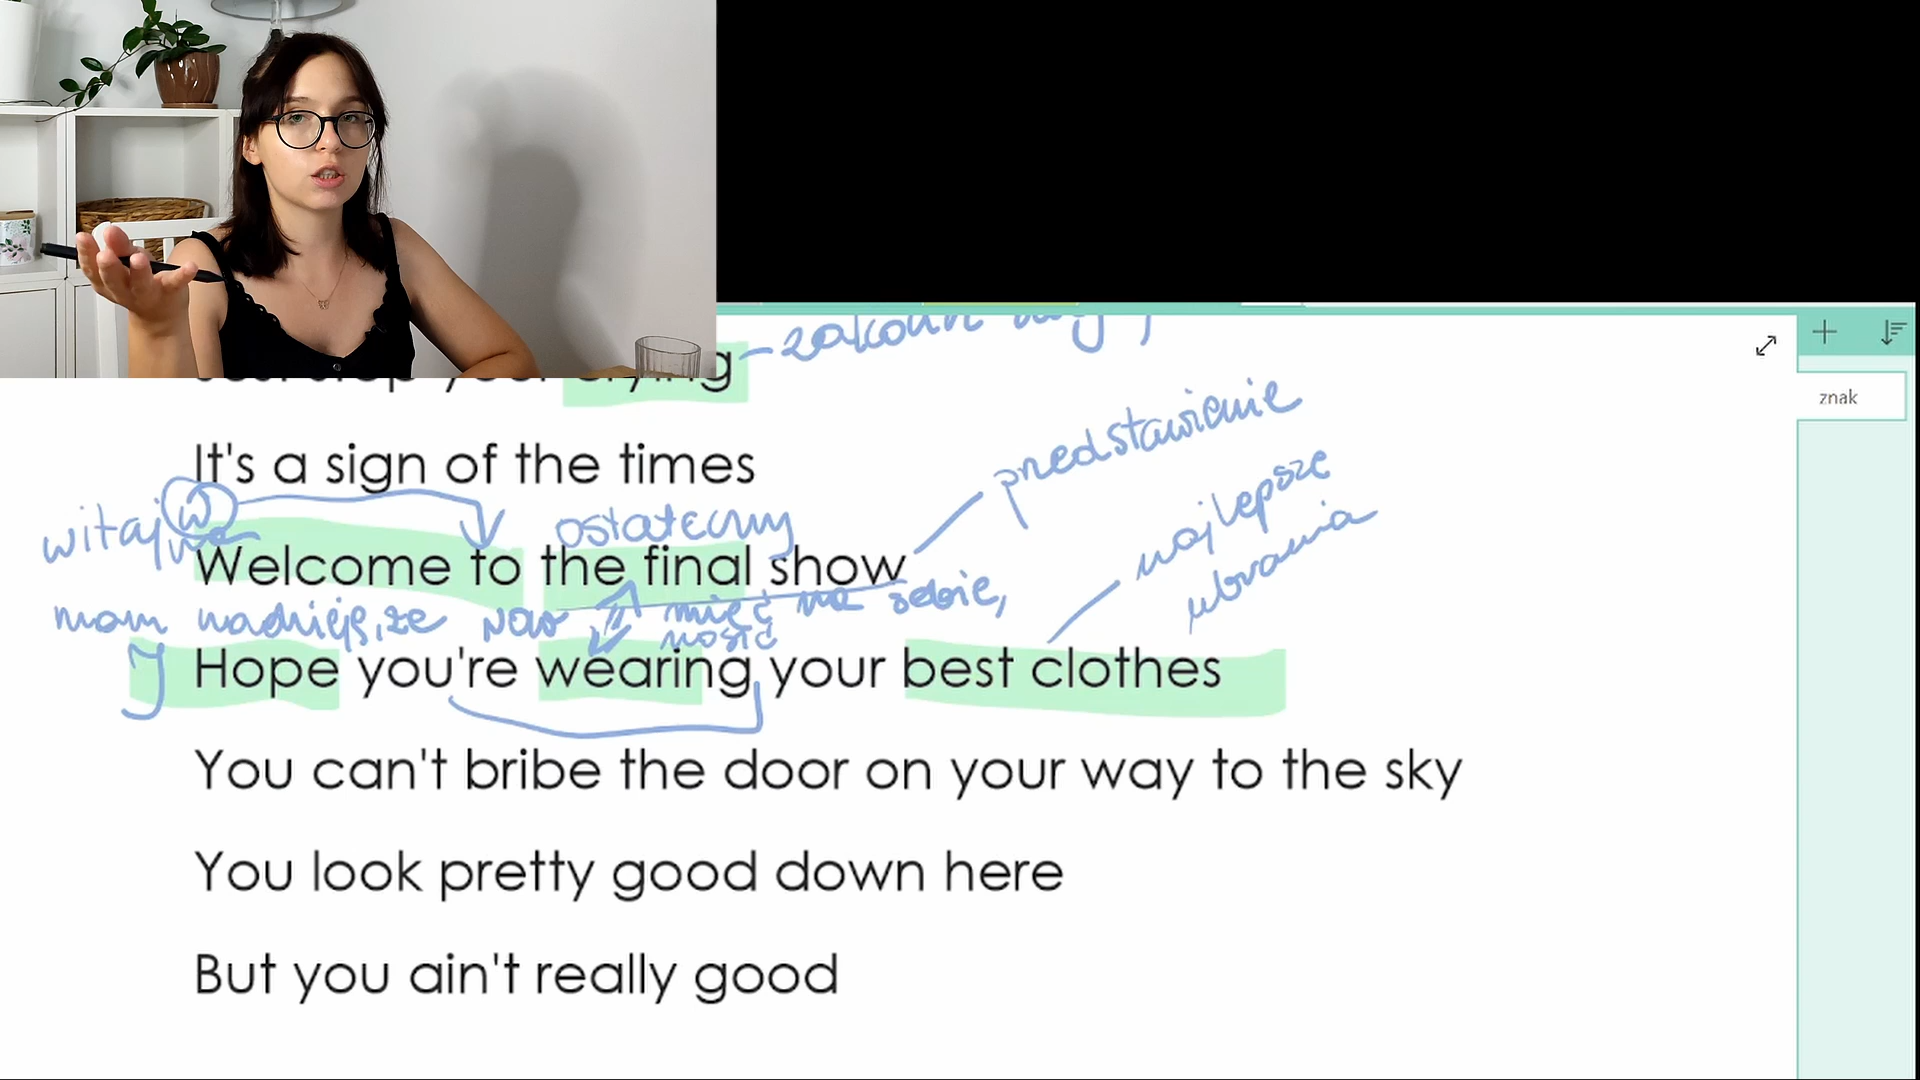 crying
znak
It's a sign of the times
przedstawienie
witaj w
na
ostateczny
Welcome to the final show
najlepsze
ubrania
mam nadzieję, że
mieć na sobie,
nosić
I Hope you're wearing your best clothes
You can't bribe the door on your way to the sky
You look pretty good down here
But you ain't really good